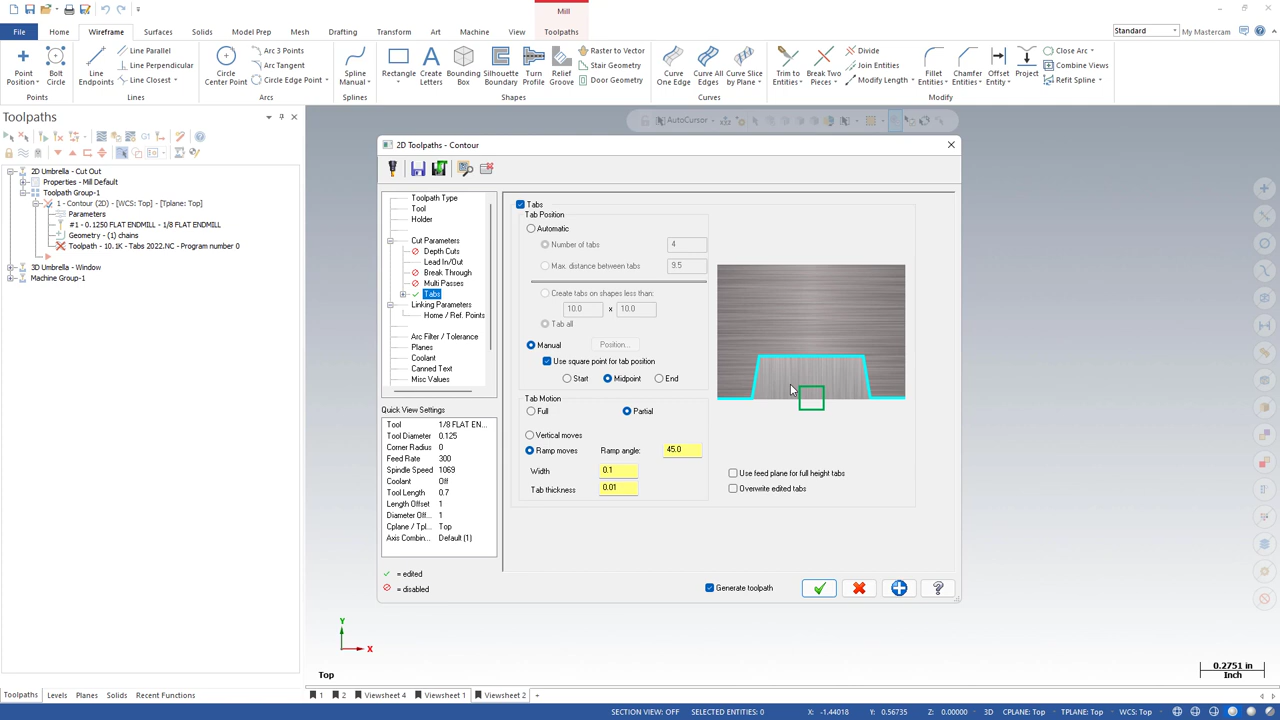 Mill
File Home Wireframe Surfaces Solids Model Prep Mesh Drafting Transform Art Machine View Toolpaths
Standard
My Mastercam
Point Position
Bolt Circle
Line Endpoints
Line Parallel
Line Perpendicular
Line Closest
Circle Center Point
Arc 3 Points
Arc Tangent
Circle Edge Point
Spline Manual
Rectangle
Create Letters
Bounding Box
Silhouette Boundary
Turn Profile
Relief Groove
Raster to Vector
Stair Geometry
Door Geometry
Curve One Edge
Curve All Edges
Curve Slice by Plane
Trim to Entities
Break Two Pieces
Divide
Join Entities
Modify Length
Fillet Entities
Chamfer Entities
Offset Entity
Project
Close Arc
Combine Views
Refit Spline
Points Lines Arcs Splines Shapes Curves Modify
Toolpaths
AutoCursor
G1
2D Umbrella - Cut Out
Properties - Mill Default
Toolpath Group-1
1 - Contour (2D) - [WCS: Top] - [Tplane: Top]
Parameters
#1 - 0.1250 FLAT ENDMILL - 1/8 FLAT ENDMILL
Geometry - (1) chains
Toolpath - 10.1K - Tabs 2022.NC - Program number 0
3D Umbrella - Window
Machine Group-1
2D Toolpaths - Contour
Toolpath Type
Tool
Holder
Cut Parameters
Depth Cuts
Lead In/Out
Break Through
Multi Passes
Tabs
Linking Parameters
Home / Ref. Points
Arc Filter / Tolerance
Planes
Coolant
Canned Text
Misc Values
Quick View Settings
Tool 1/8 FLAT EN...
Tool Diameter 0.125
Corner Radius 0
Feed Rate 300
Spindle Speed 1069
Coolant Off
Tool Length 0.7
Length Offset 1
Diameter Off... 1
Cplane / Tpl... Top
Axis Combin... Default (1)
= edited
= disabled
Tabs
Tab Position
Automatic
Number of tabs 4
Max. distance between tabs 9.5
Create tabs on shapes less than:
10.0 x 10.0
Tab all
Manual Position...
Use square point for tab position
Start Midpoint End
Tab Motion
Full Partial
Vertical moves
Ramp moves Ramp angle: 45.0
Width 0.1
Tab thickness 0.01
Use feed plane for full height tabs
Overwrite edited tabs
Generate toolpath
Y
X
Top
0.2751 in
Inch
Toolpaths Levels Planes Solids Recent Functions
1 2 Viewsheet 4 Viewsheet 1 Viewsheet 2 +
SECTION VIEW: OFF SELECTED ENTITIES: 0 X: -1.44018 Y: 0.56735 Z: 0.00000 3D CPLANE: Top TPLANE: Top WCS: Top